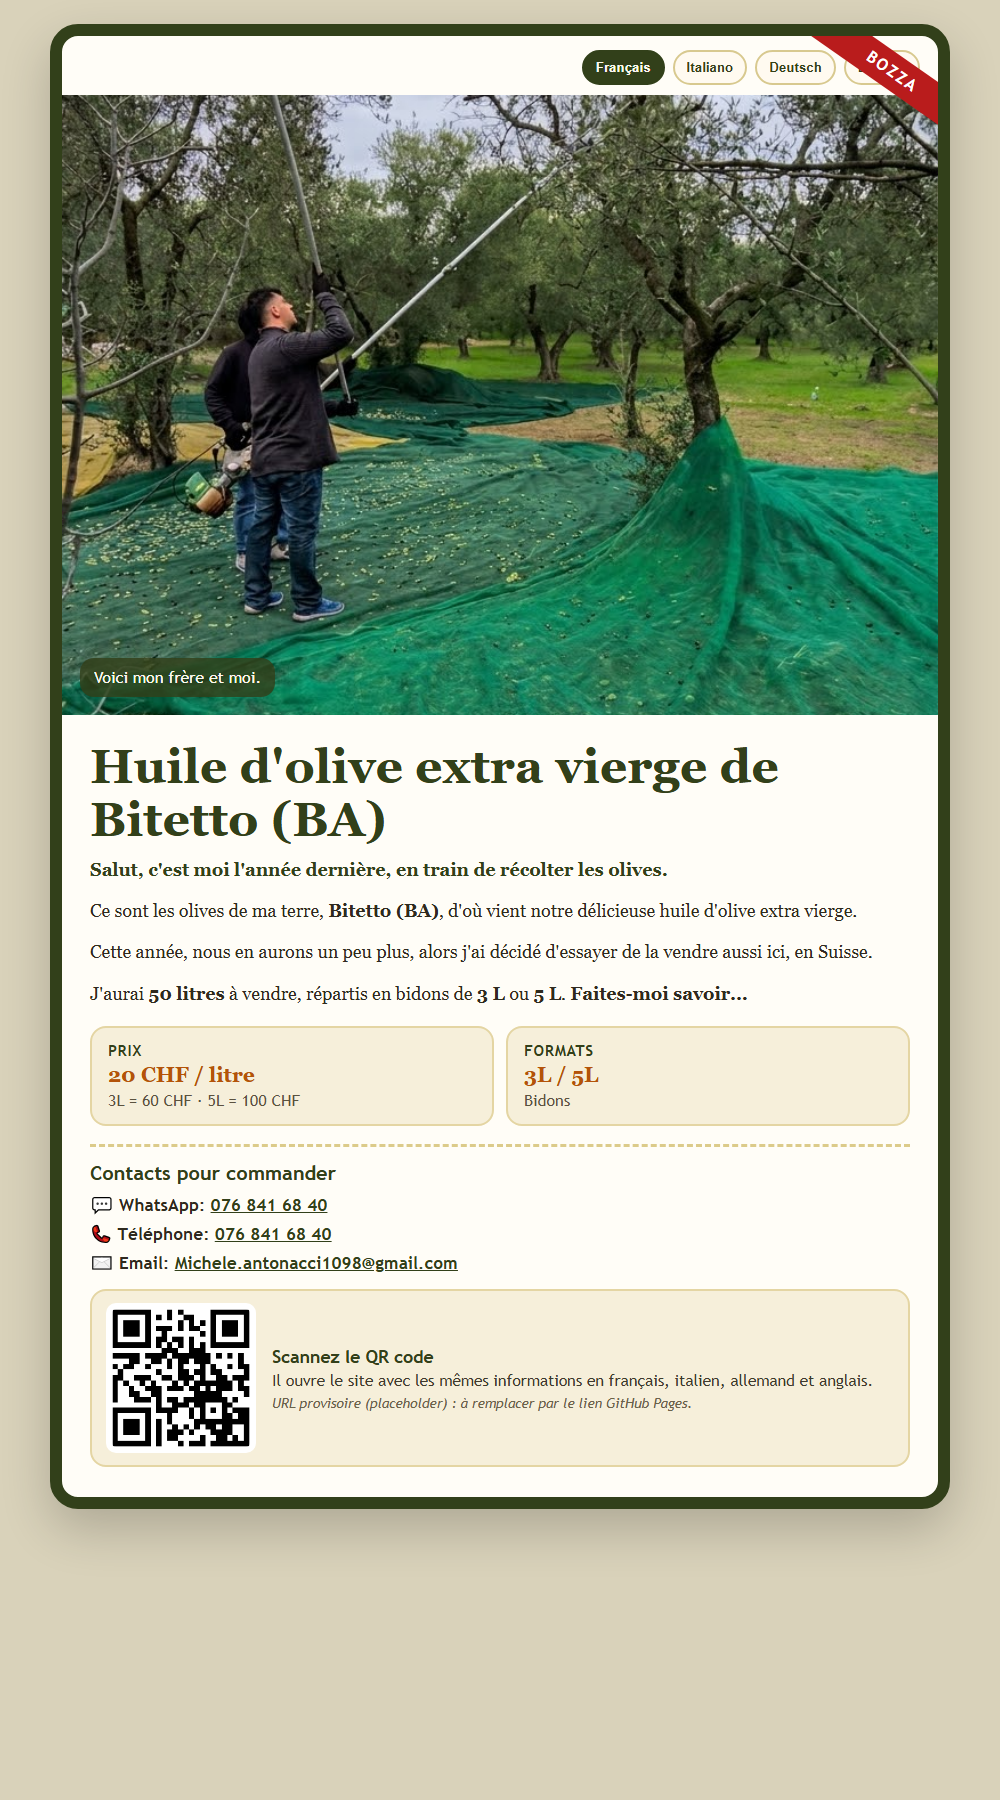 Français
Italiano
Deutsch
BOZZA
Voici mon frère et moi.
Huile d'olive extra vierge de
Bitetto (BA)
Salut, c'est moi l'année dernière, en train de récolter les olives.
Ce sont les olives de ma terre, Bitetto (BA), d'où vient notre délicieuse huile d'olive extra vierge.
Cette année, nous en aurons un peu plus, alors j'ai décidé d'essayer de la vendre aussi ici, en Suisse.
J'aurai 50 litres à vendre, répartis en bidons de 3 L ou 5 L. Faites-moi savoir...
PRIX
20 CHF / litre
3L = 60 CHF · 5L = 100 CHF
FORMATS
3L / 5L
Bidons
Contacts pour commander
WhatsApp: 076 841 68 40
Téléphone: 076 841 68 40
Email: Michele.antonacci1098@gmail.com
Scannez le QR code
Il ouvre le site avec les mêmes informations en français, italien, allemand et anglais.
URL provisoire (placeholder) : à remplacer par le lien GitHub Pages.